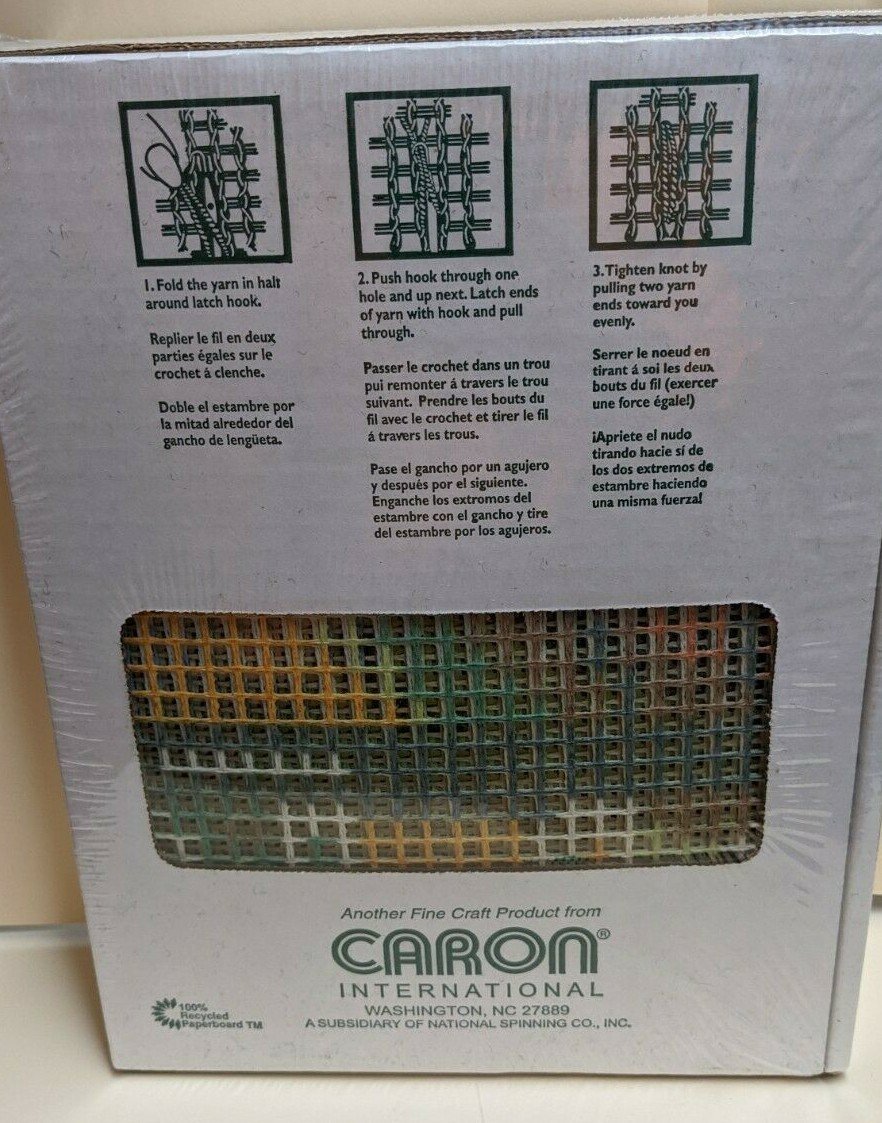 1. Fold the yarn in half
around latch hook.
Replier le fil en deux
parties égales sur le
crochet á clenche.
Doble el estambre por
la mitad alrededor del
gancho de lengüeta.
2. Push hook through one
hole and up next. Latch ends
of yarn with hook and pull
through.
Passer le crochet dans un trou
pui remonter á travers le trou
suivant. Prendre les bouts du
fil avec le crochet et tirer le fil
á travers les trous.
Pase el gancho por un agujero
y después por el siguiente.
Enganche los extromos del
estambre con el gancho y tire
del estambre por los agujeros.
3. Tighten knot by
pulling two yarn
ends toward you
evenly.
Serrer le noeud en
tirant á soi les deux
bouts du fil (exercer
une force égale!)
¡Apriete el nudo
tirando hacie sí de
los dos extremos de
estambre haciendo
una misma fuerza!
Another Fine Craft Product from
CARON®
INTERNATIONAL
WASHINGTON, NC 27889
A SUBSIDIARY OF NATIONAL SPINNING CO., INC.
100%
Recycled
Paperboard TM